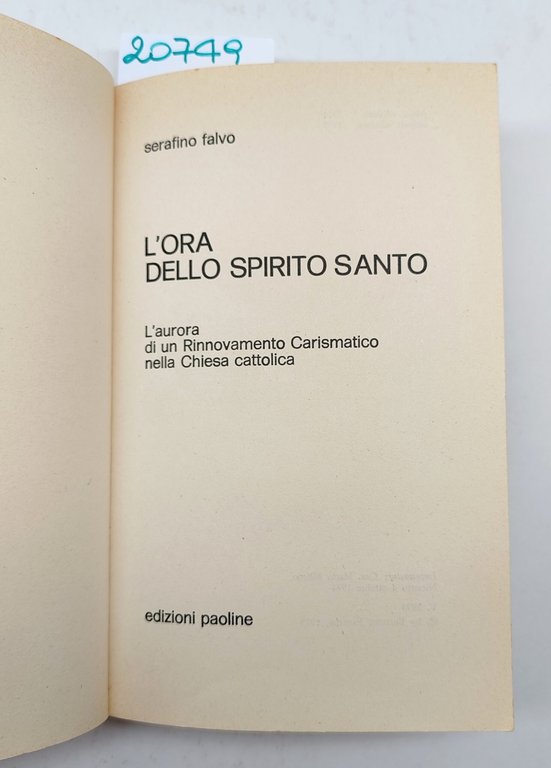 20749
serafino falvo
L'ORA
DELLO SPIRITO SANTO
L'aurora
di un Rinnovamento Carismatico
nella Chiesa cattolica
edizioni paoline